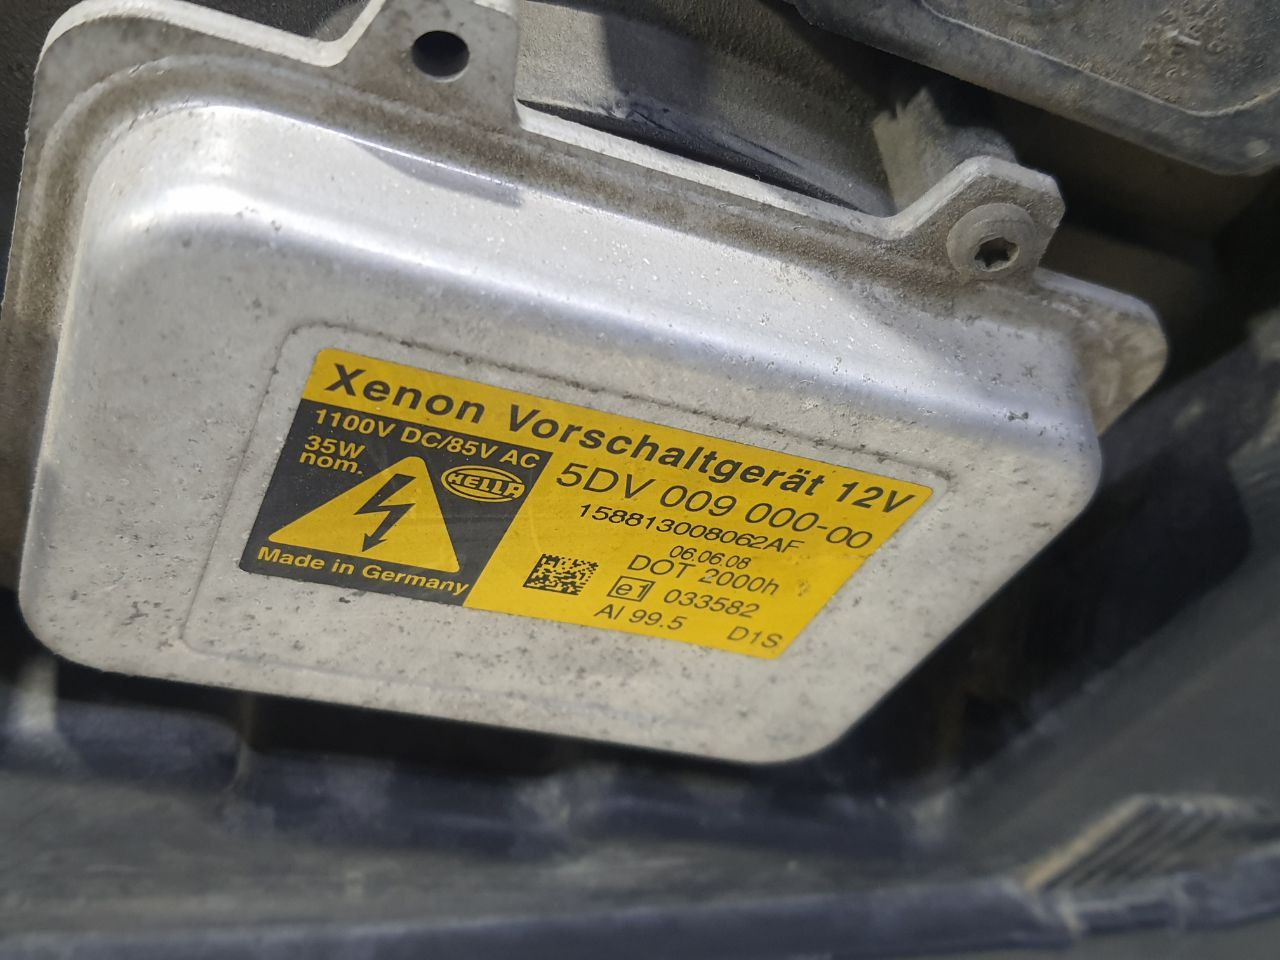 Xenon Vorschaltgerät 12V
1100V DC/85V AC
35W
nom.
HELLA
Made in Germany
5DV 009 000-00
158813008062AF
06.06.08
DOT 2000h
e1 033582
AI 99.5 D1S